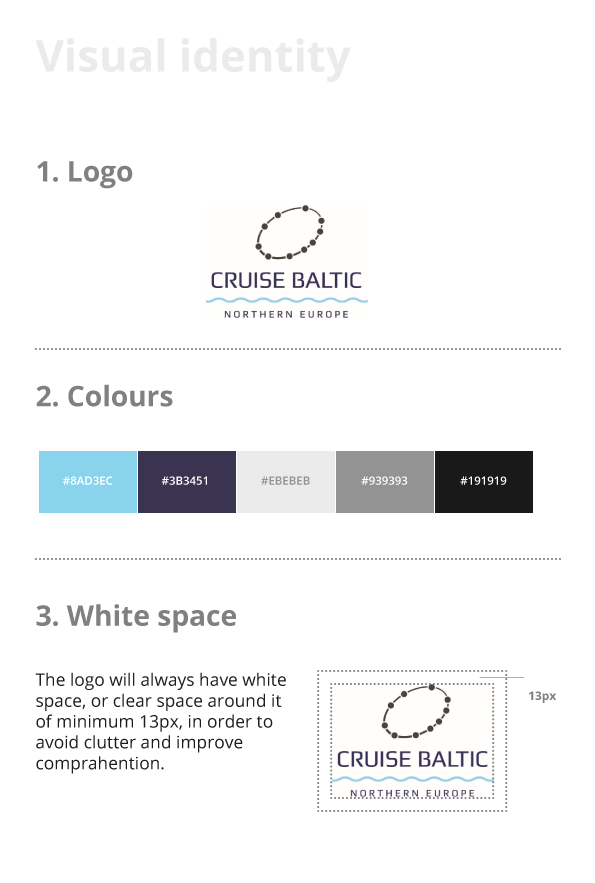 Visual identity
1. Logo
CRUISE BALTIC
NORTHERN EUROPE
2. Colours
#8AD3EC #3B3451 #EBEBEB #939393 #191919
3. White space
The logo will always have white
space, or clear space around it
of minimum 13px, in order to
avoid clutter and improve
comprahention.
13px
CRUISE BALTIC
NORTHERN EUROPE